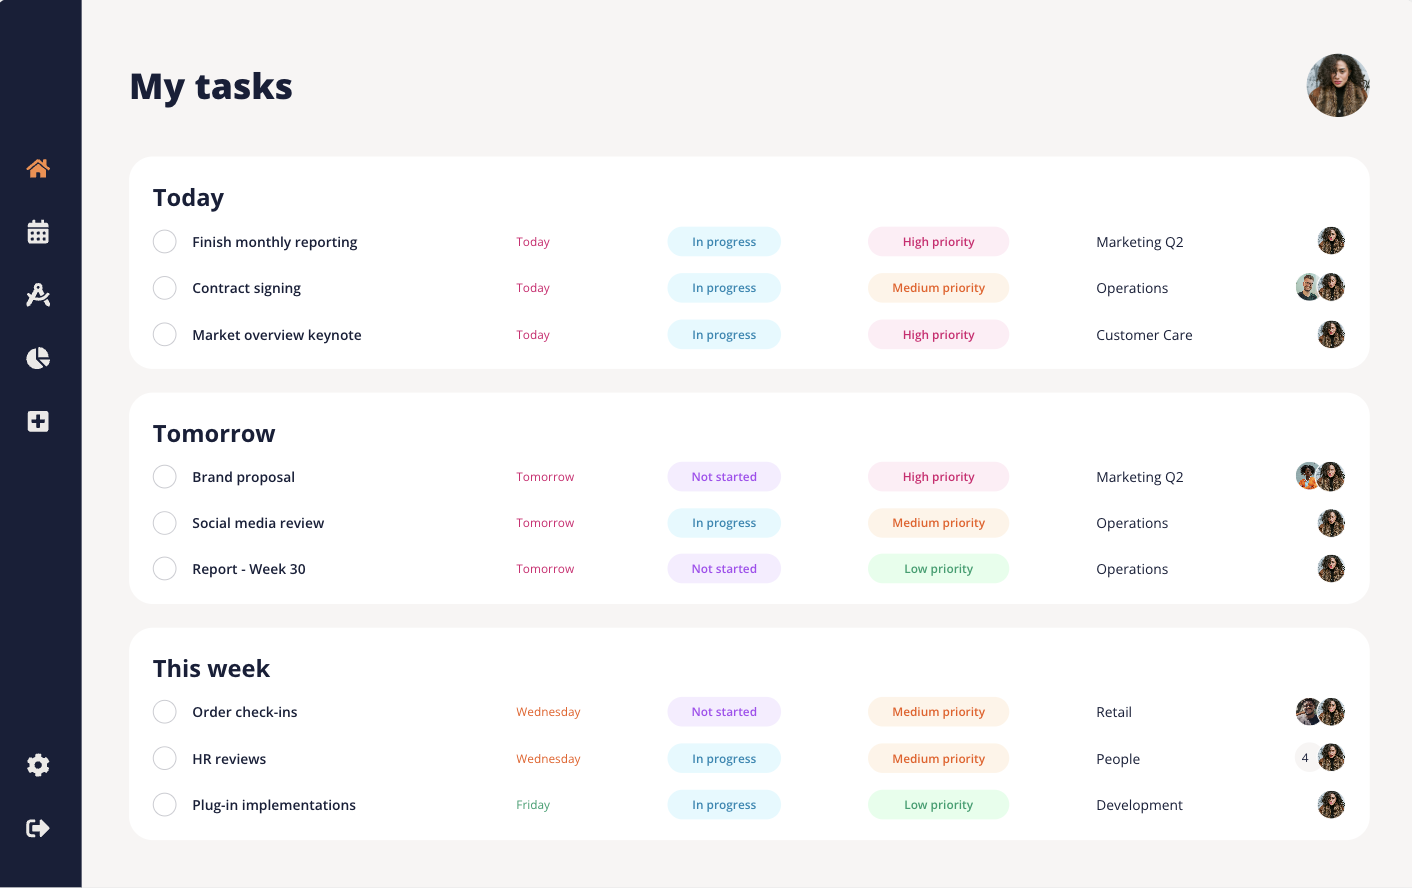 My tasks
Today
Finish monthly reporting Today In progress High priority Marketing Q2
Contract signing Today In progress Medium priority Operations
Market overview keynote Today In progress High priority Customer Care
Tomorrow
Brand proposal Tomorrow Not started High priority Marketing Q2
Social media review Tomorrow In progress Medium priority Operations
Report - Week 30 Tomorrow Not started Low priority Operations
This week
Order check-ins Wednesday Not started Medium priority Retail
HR reviews Wednesday In progress Medium priority People 4
Plug-in implementations Friday In progress Low priority Development